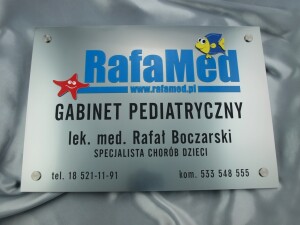 RafaMed
www.rafamed.pl
GABINET PEDIATRYCZNY
lek. med. Rafał Boczarski
SPECJALISTA CHORÓB DZIECI
tel. 18 521-11-91 kom. 533 548 555